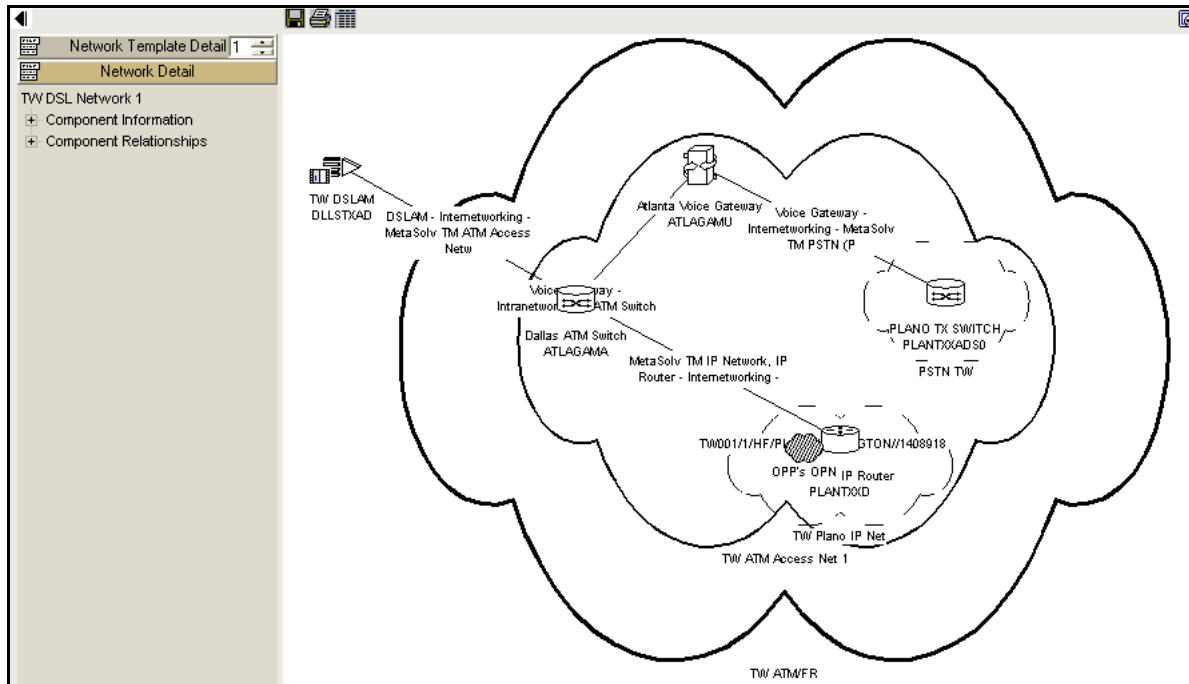 Network Template Detail 1
Network Detail
TW DSL Network 1
Component Information
Component Relationships
TW DSLAM
DLLSTXAD
DSLAM - Internetworking -
MetaSolv TM ATM Access
Netw
Atlanta Voice Gateway
ATLAGAMU
Voice Gateway -
Internetworking - MetaSolv
TM PSTN (P
Voice
way -
Intranetwor
ATM Switch
Dallas ATM Switch
ATLAGAMA
PLANO TX SWITCH
PLANTXXADS0
PSTN TW
MetaSolv TM IP Network, IP
Router - Internetworking -
TW001/1/HF/Pl
GTON//1408918
OPP's OPN
IP Router
PLANTXXD
TW Plano IP Net
TW ATM Access Net 1
TW ATM/FR